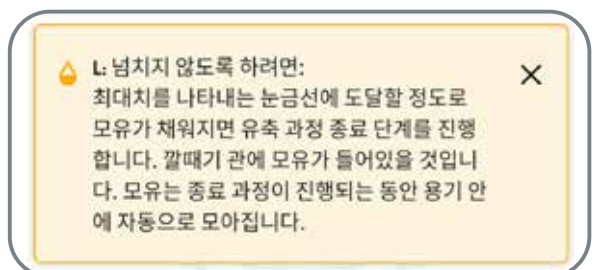 L: 넘치지 않도록 하려면:
최대치를 나타내는 눈금선에 도달할 정도로
모유가 채워지면 유축 과정 종료 단계를 진행
합니다. 깔때기 관에 모유가 들어있을 것입니
다. 모유는 종료 과정이 진행되는 동안 용기 안
에 자동으로 모아집니다.